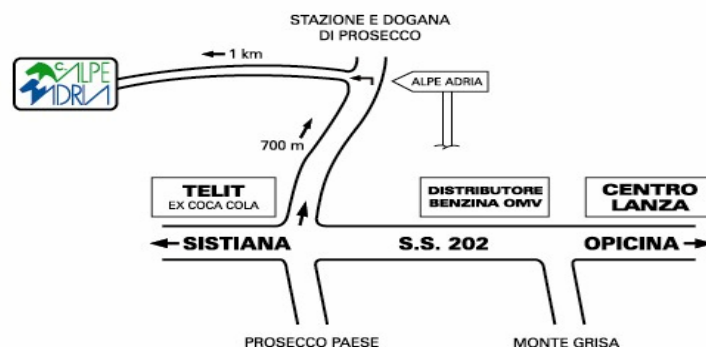 STAZIONE E DOGANA
DI PROSECCO
1 km
C. ALPE
ADRIA
ALPE ADRIA
700 m
TELIT
EX COCA COLA
DISTRIBUTORE
BENZINA OMV
CENTRO
LANZA
SISTIANA
S.S. 202
OPICINA
PROSECCO PAESE
MONTE GRISA